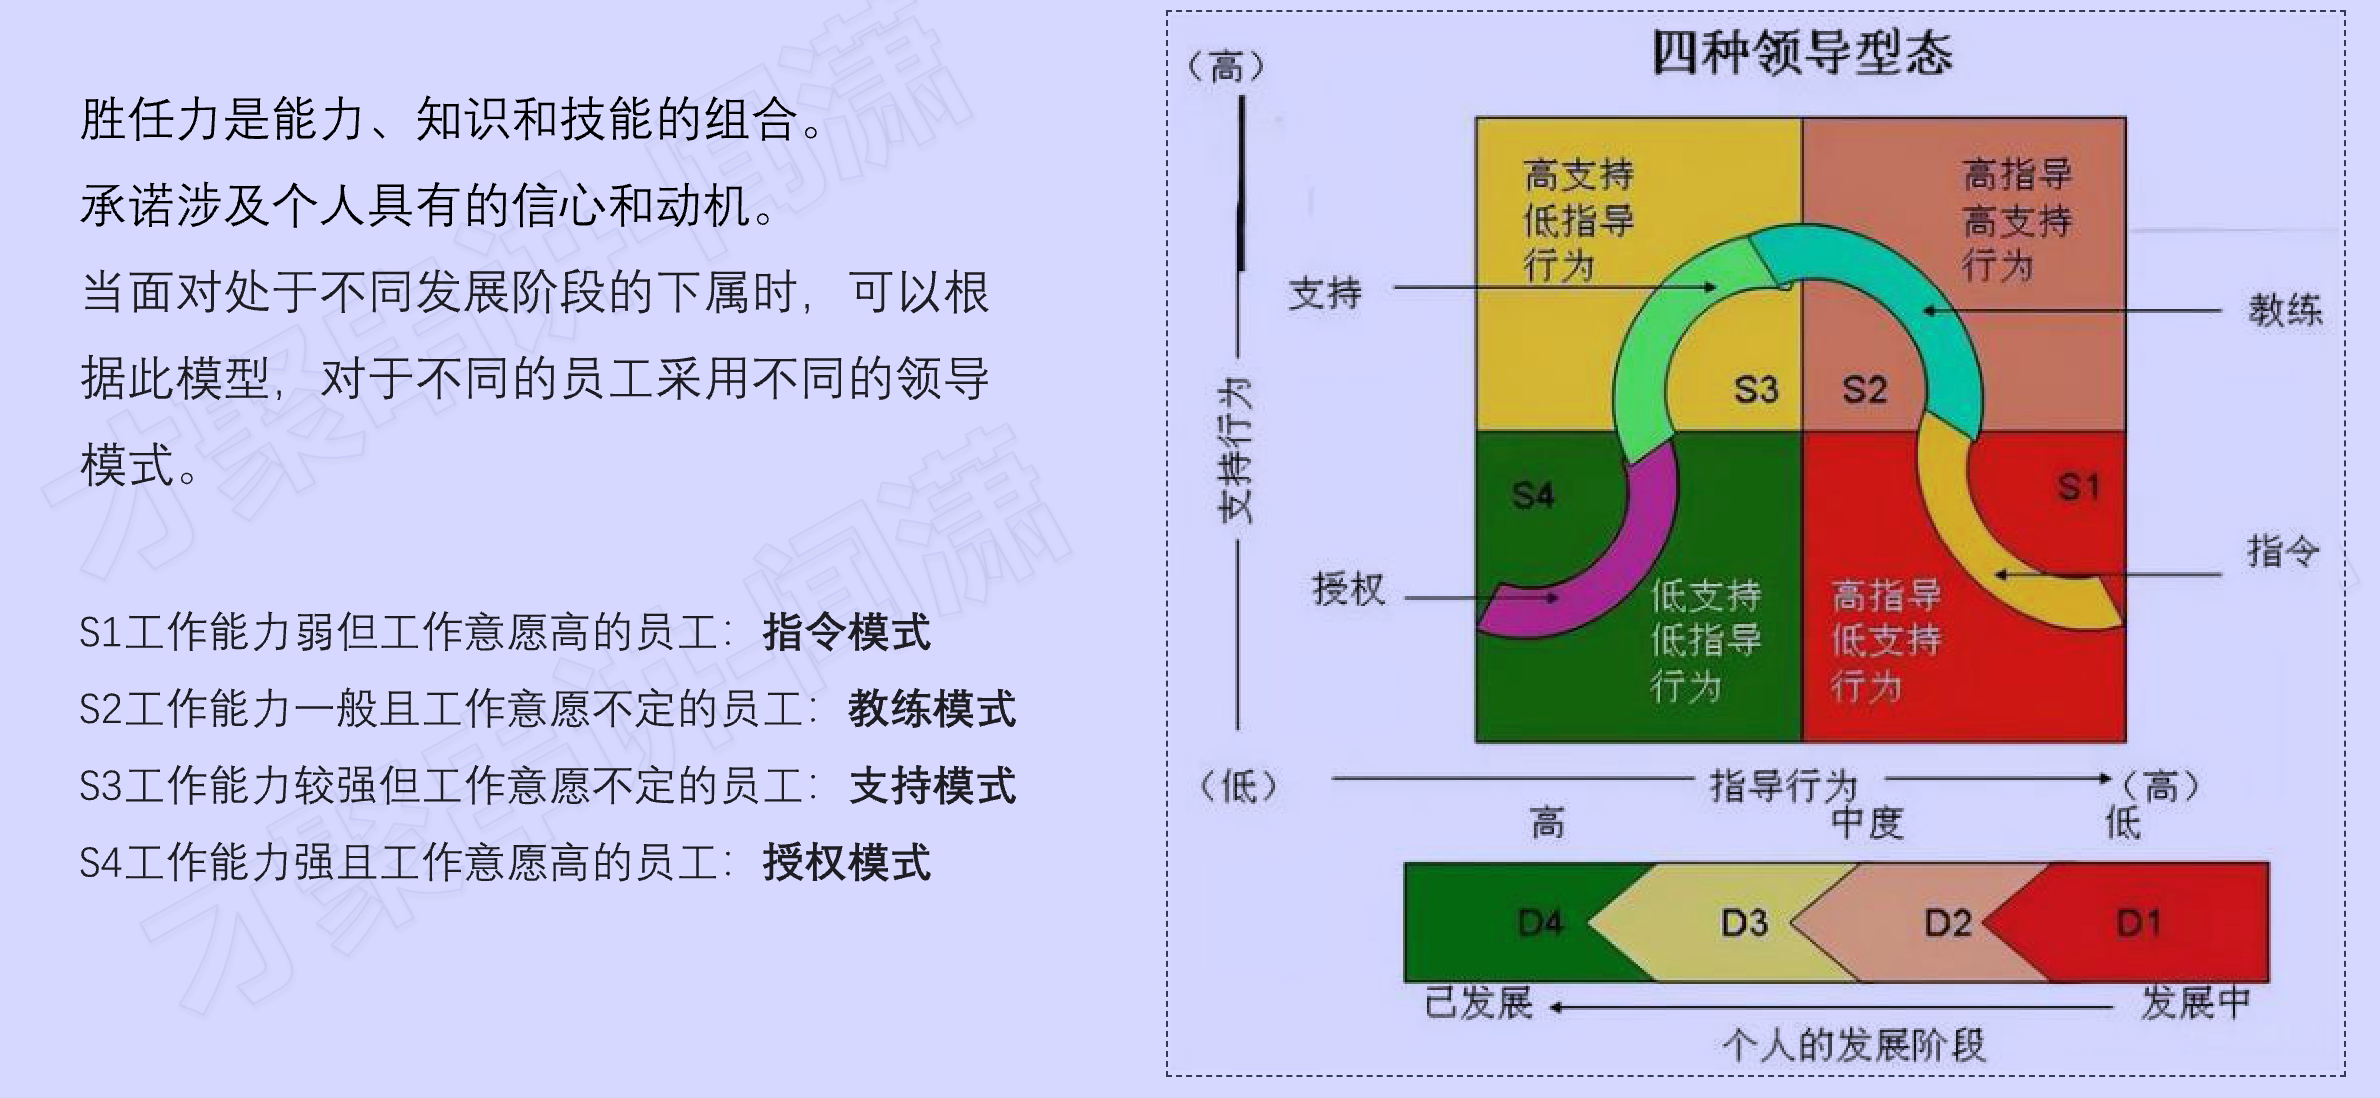 胜任力是能力、知识和技能的组合。
承诺涉及个人具有的信心和动机。
当面对处于不同发展阶段的下属时，可以根
据此模型，对于不同的员工采用不同的领导
模式。
S1工作能力弱但工作意愿高的员工：指令模式
S2工作能力一般且工作意愿不定的员工：教练模式
S3工作能力较强但工作意愿不定的员工：支持模式
S4工作能力强且工作意愿高的员工：授权模式
四种领导型态
（高）
支持行为
（低）
高支持
低指导
行为
高指导
高支持
行为
支持
教练
S3
S2
S4
S1
授权
指令
低支持
低指导
行为
高指导
低支持
行为
指导行为
（高）
高
中度
低
D4
D3
D2
D1
己发展
发展中
个人的发展阶段